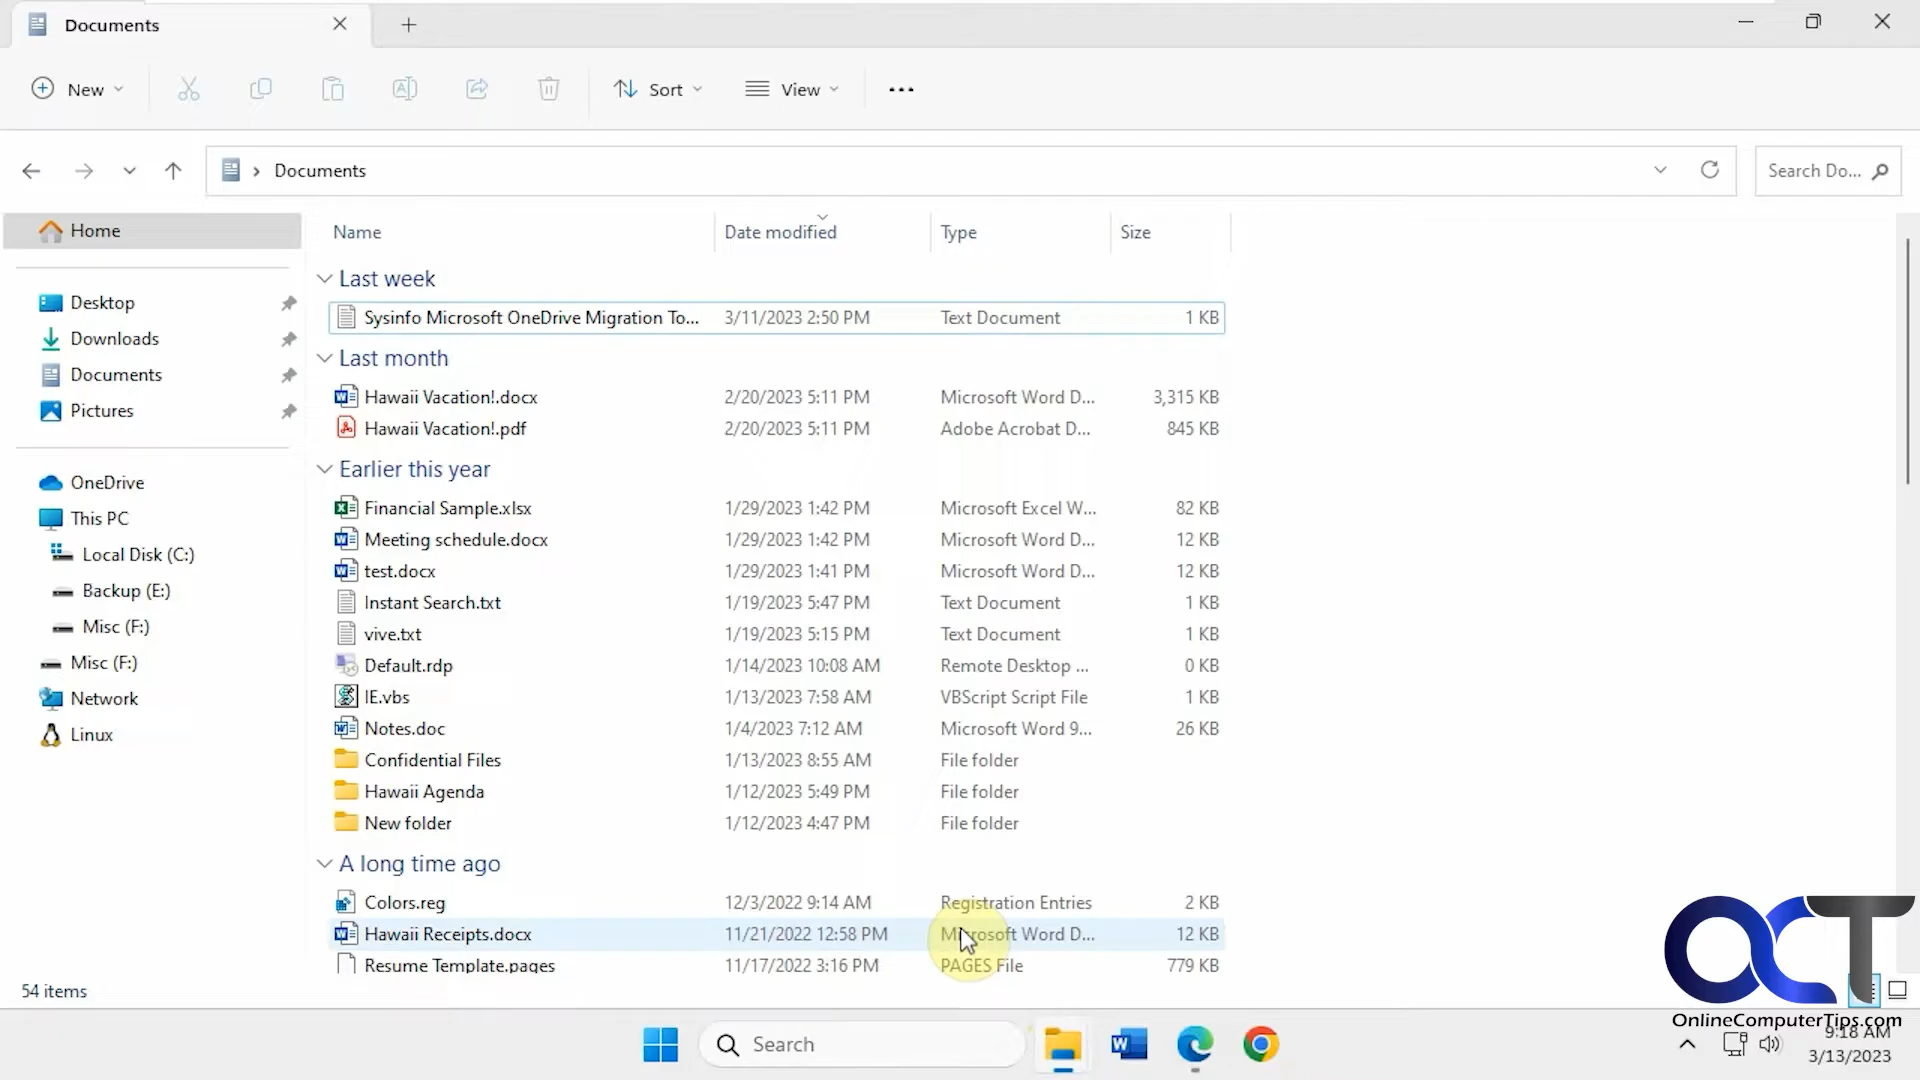 Documents
New
Sort
View
Documents
Search Do...
Home
Desktop
Downloads
Documents
Pictures
OneDrive
This PC
Local Disk (C:)
Backup (E:)
Misc (F:)
Misc (F:)
Network
Linux
Name Date modified Type Size
Last week
Sysinfo Microsoft OneDrive Migration To... 3/11/2023 2:50 PM Text Document 1 KB
Last month
Hawaii Vacation!.docx 2/20/2023 5:11 PM Microsoft Word D... 3,315 KB
Hawaii Vacation!.pdf 2/20/2023 5:11 PM Adobe Acrobat D... 845 KB
Earlier this year
Financial Sample.xlsx 1/29/2023 1:42 PM Microsoft Excel W... 82 KB
Meeting schedule.docx 1/29/2023 1:42 PM Microsoft Word D... 12 KB
test.docx 1/29/2023 1:41 PM Microsoft Word D... 12 KB
Instant Search.txt 1/19/2023 5:47 PM Text Document 1 KB
vive.txt 1/19/2023 5:15 PM Text Document 1 KB
Default.rdp 1/14/2023 10:08 AM Remote Desktop ... 0 KB
IE.vbs 1/13/2023 7:58 AM VBScript Script File 1 KB
Notes.doc 1/4/2023 7:12 AM Microsoft Word 9... 26 KB
Confidential Files 1/13/2023 8:55 AM File folder
Hawaii Agenda 1/12/2023 5:49 PM File folder
New folder 1/12/2023 4:47 PM File folder
A long time ago
Colors.reg 12/3/2022 9:14 AM Registration Entries 2 KB
Hawaii Receipts.docx 11/21/2022 12:58 PM Microsoft Word D... 12 KB
Resume Template.pages 11/17/2022 3:16 PM PAGES File 779 KB
54 items
OCT
OnlineComputerTips.com
Search
9:18 AM
3/13/2023